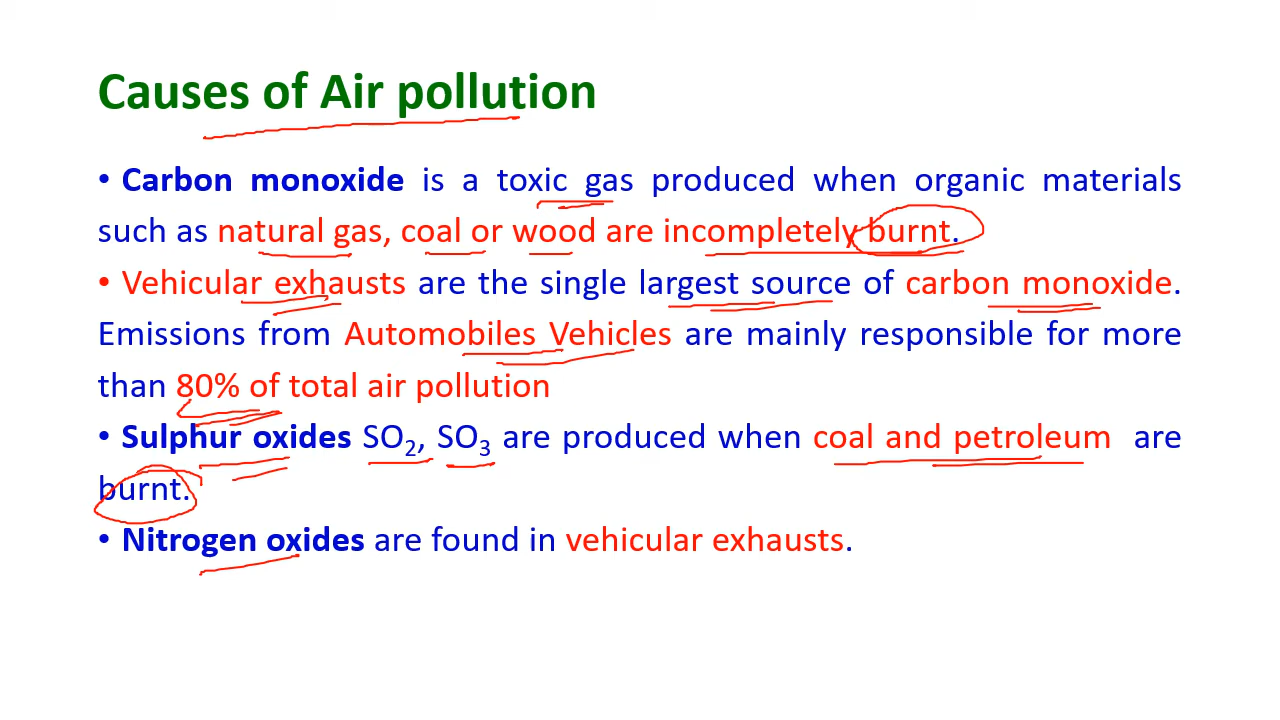 Causes of Air pollution
• Carbon monoxide is a toxic gas produced when organic materials
such as natural gas, coal or wood are incompletely burnt.
• Vehicular exhausts are the single largest source of carbon monoxide.
Emissions from Automobiles Vehicles are mainly responsible for more
than 80% of total air pollution
• Sulphur oxides SO₂, SO₃ are produced when coal and petroleum are
burnt.
• Nitrogen oxides are found in vehicular exhausts.